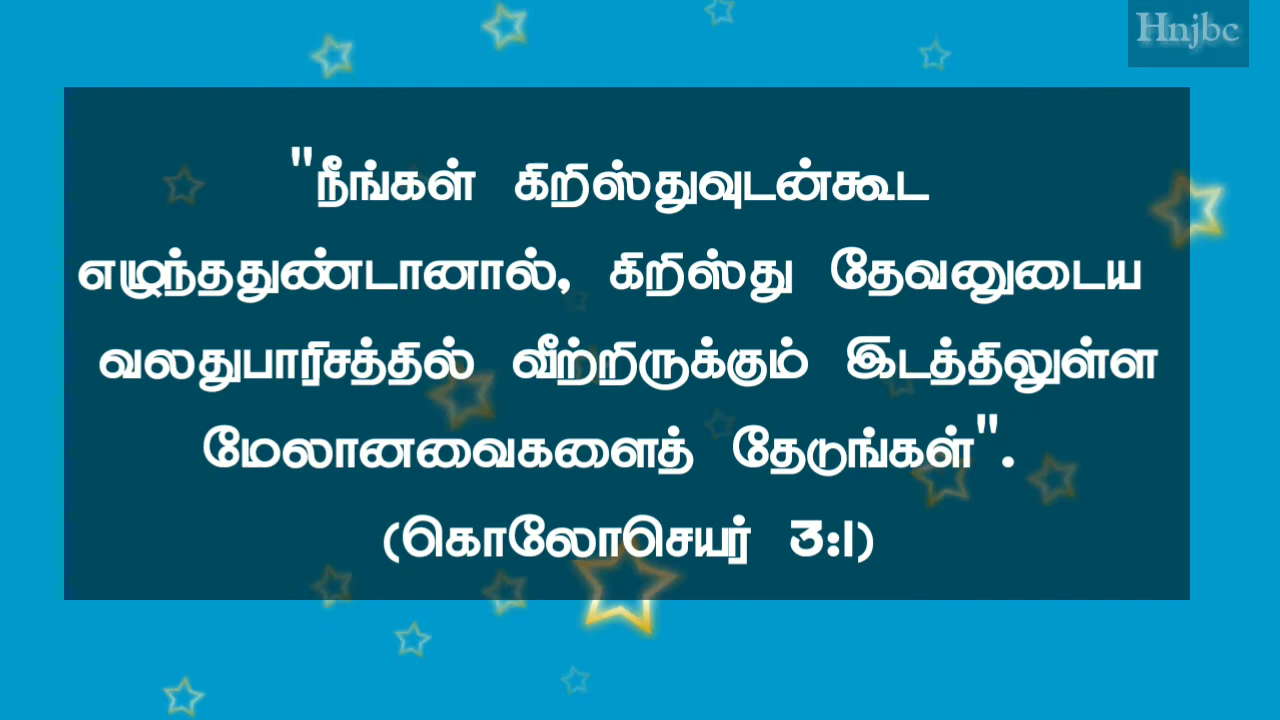 Hnjbc
"நீங்கள் கிறிஸ்துவுடன்கூட
எழுந்ததுண்டானால், கிறிஸ்து தேவனுடைய
வலதுபாரிசத்தில் வீற்றிருக்கும் இடத்திலுள்ள
மேலானவைகளைத் தேடுங்கள்".
(கொலோசெயர் 3:1)